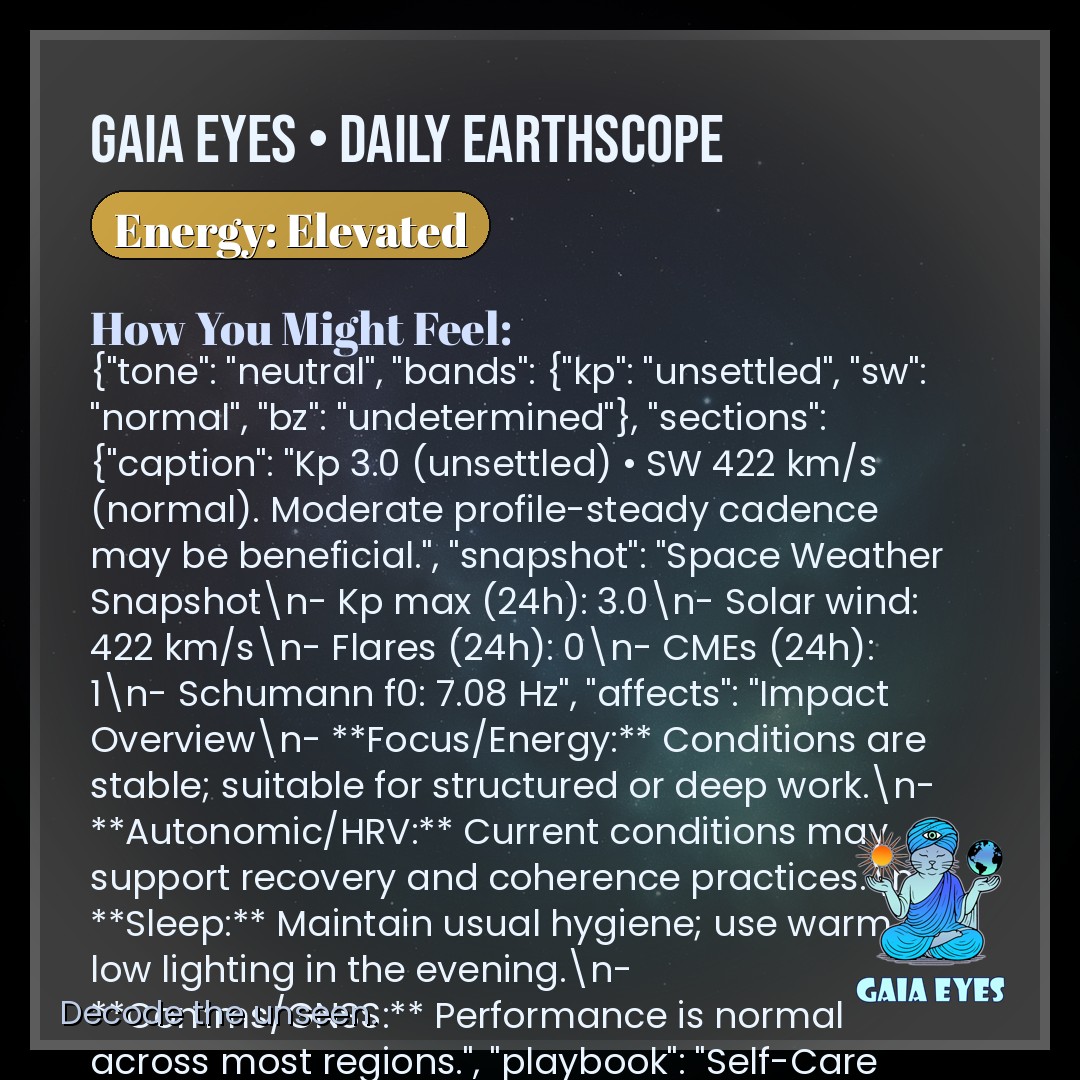 GAIA EYES • DAILY EARTHSCOPE
Energy: Elevated
How You Might Feel:
{"tone": "neutral", "bands": {"kp": "unsettled", "sw":
"normal", "bz": "undetermined"}, "sections":
{"caption": "Kp 3.0 (unsettled) • SW 422 km/s
(normal). Moderate profile-steady cadence
may be beneficial.", "snapshot": "Space Weather
Snapshot\n- Kp max (24h): 3.0\n- Solar wind:
422 km/s\n- Flares (24h): 0\n- CMEs (24h):
1\n- Schumann f0: 7.08 Hz", "affects": "Impact
Overview\n- **Focus/Energy:** Conditions are
stable; suitable for structured or deep work.\n-
**Autonomic/HRV:** Current conditions may
support recovery and coherence practices.
**Sleep:** Maintain usual hygiene; use warm
low lighting in the evening.\n-
:** Performance is normal
Decode the unseen.
across most regions.", "playbook": "Self-Care
GAIA EYES